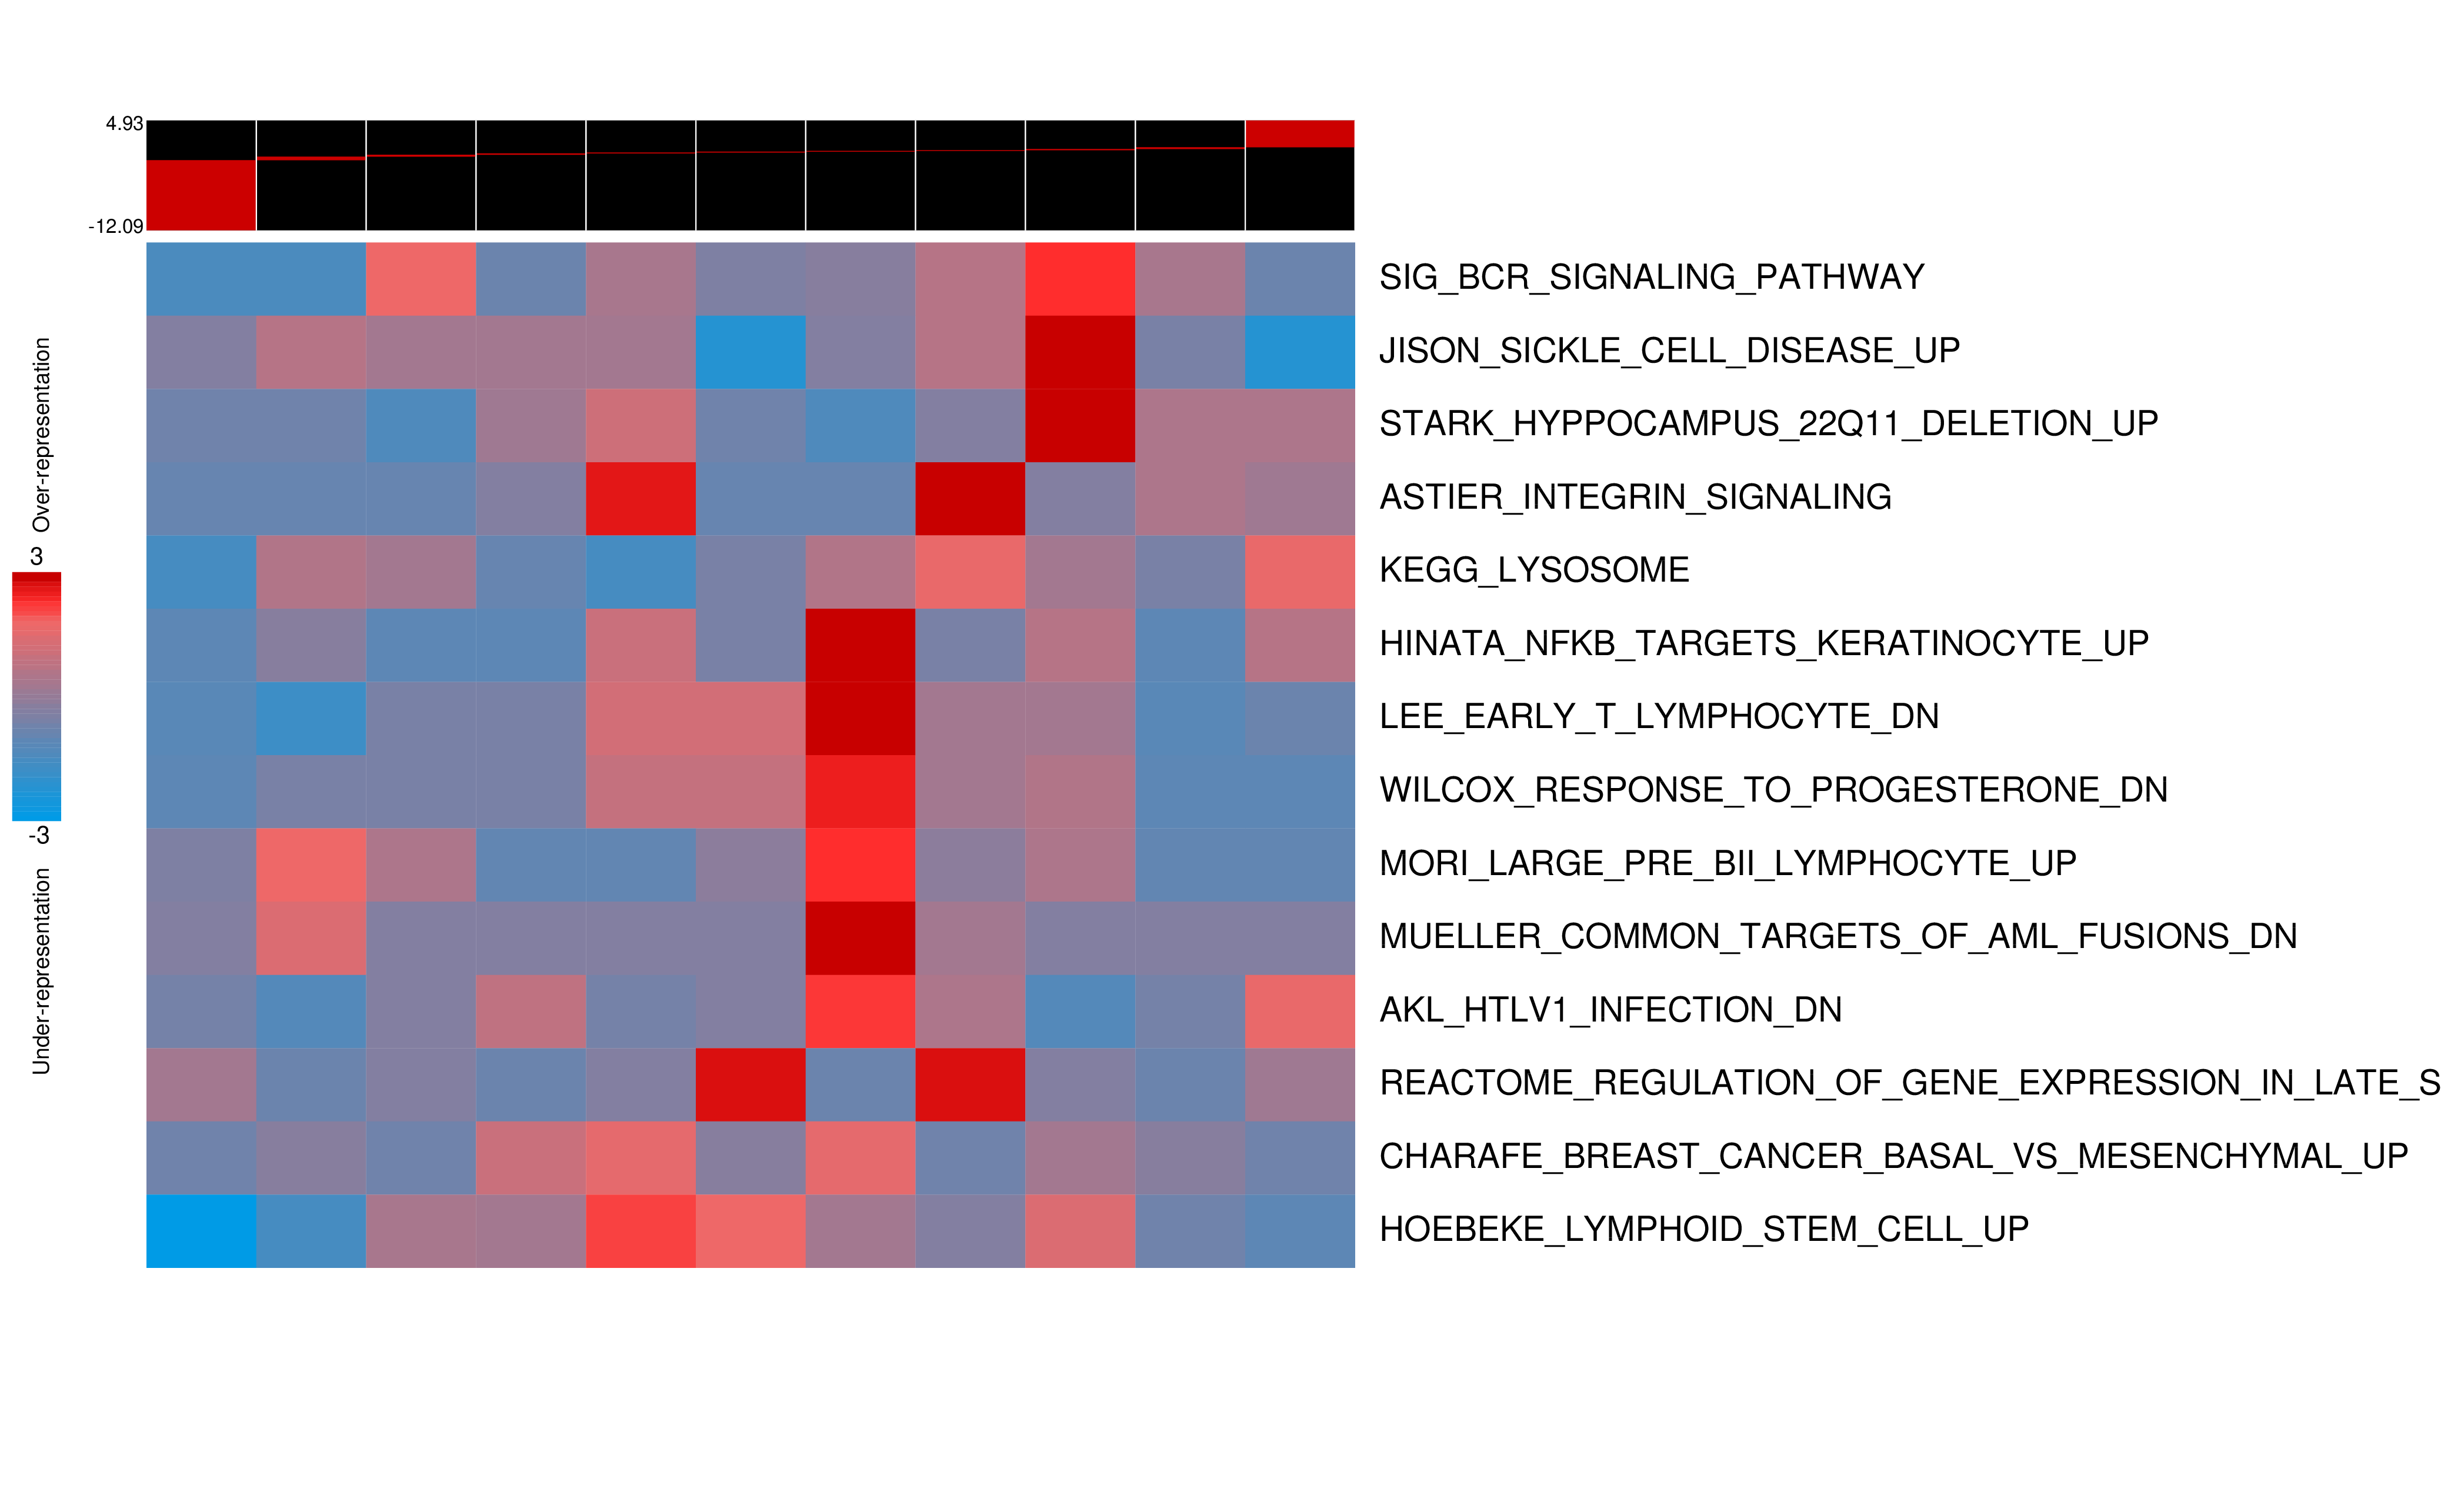 4.93
-12.09
SIG_BCR_SIGNALING_PATHWAY
JISON_SICKLE_CELL_DISEASE_UP
STARK_HYPPOCAMPUS_22Q11_DELETION_UP
ASTIER_INTEGRIN_SIGNALING
KEGG_LYSOSOME
HINATA_NFKB_TARGETS_KERATINOCYTE_UP
LEE_EARLY_T_LYMPHOCYTE_DN
WILCOX_RESPONSE_TO_PROGESTERONE_DN
MORI_LARGE_PRE_BII_LYMPHOCYTE_UP
MUELLER_COMMON_TARGETS_OF_AML_FUSIONS_DN
AKL_HTLV1_INFECTION_DN
REACTOME_REGULATION_OF_GENE_EXPRESSION_IN_LATE_S
CHARAFE_BREAST_CANCER_BASAL_VS_MESENCHYMAL_UP
HOEBEKE_LYMPHOID_STEM_CELL_UP
Over-representation
3
-3
Under-representation